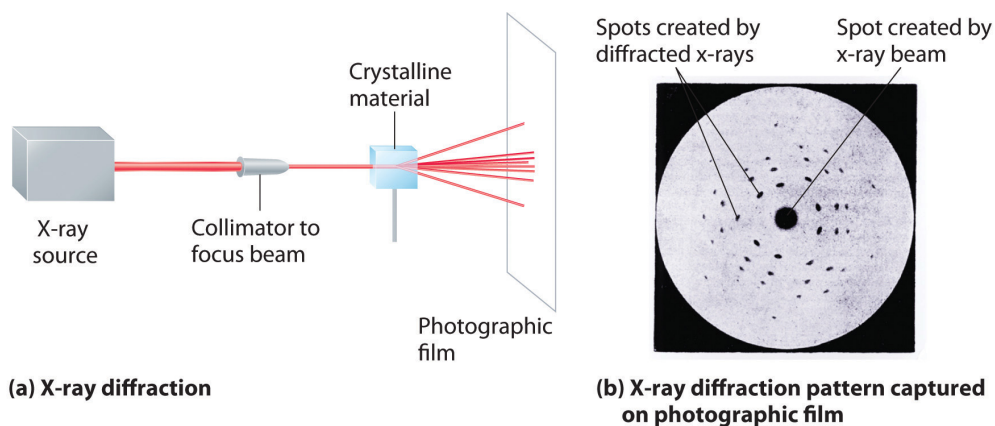 X-ray
source
Collimator to
focus beam
Crystalline
material
Photographic
film
(a) X-ray diffraction
Spots created by
diffracted x-rays
Spot created by
x-ray beam
(b) X-ray diffraction pattern captured
on photographic film